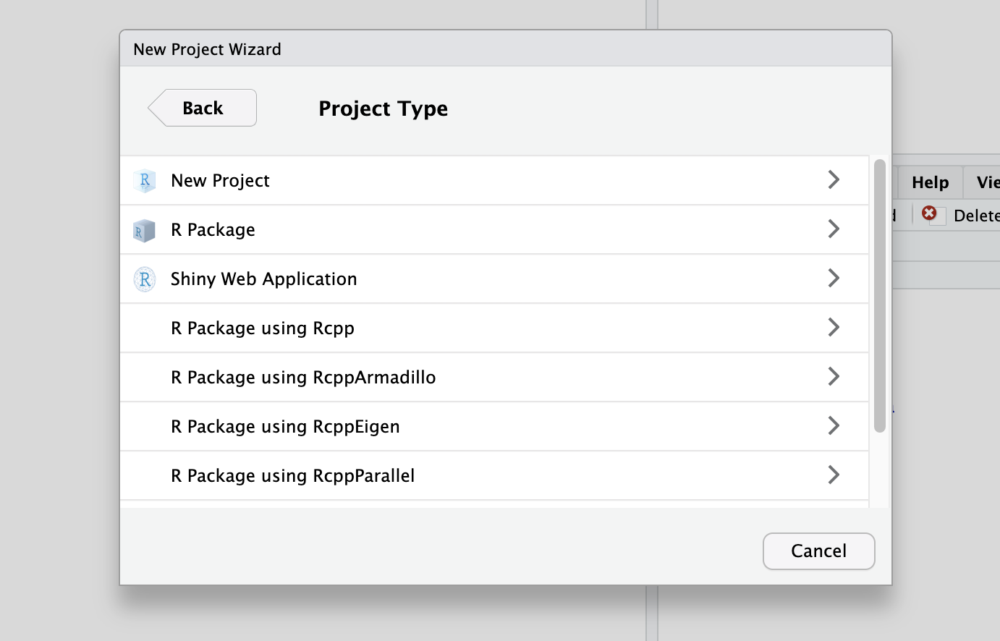 New Project Wizard
Back
Project Type
New Project
R Package
Shiny Web Application
R Package using Rcpp
R Package using RcppArmadillo
R Package using RcppEigen
R Package using RcppParallel
Cancel
Help
Delete